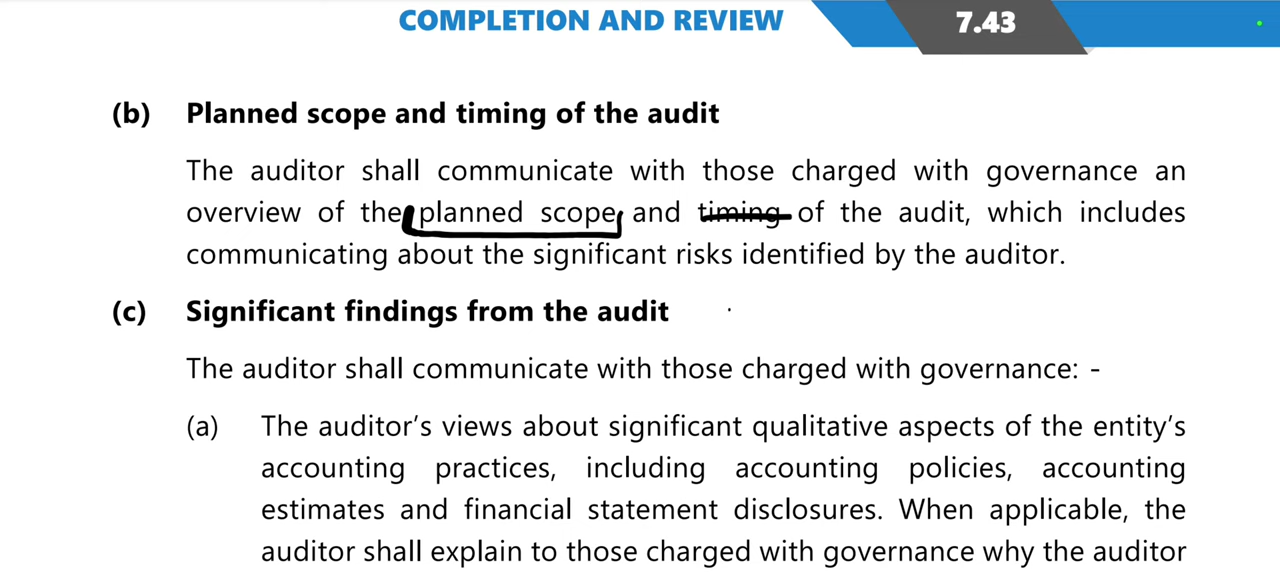 COMPLETION AND REVIEW 7.43
(b) Planned scope and timing of the audit
The auditor shall communicate with those charged with governance an
overview of the planned scope and timing of the audit, which includes
communicating about the significant risks identified by the auditor.
(c) Significant findings from the audit
The auditor shall communicate with those charged with governance: -
(a) The auditor’s views about significant qualitative aspects of the entity’s
accounting practices, including accounting policies, accounting
estimates and financial statement disclosures. When applicable, the
auditor shall explain to those charged with governance why the auditor